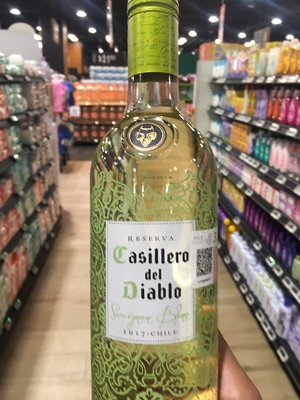 RESERVA
Casillero
del
Diablo
Sauvignon Blanc
2017/CHILE